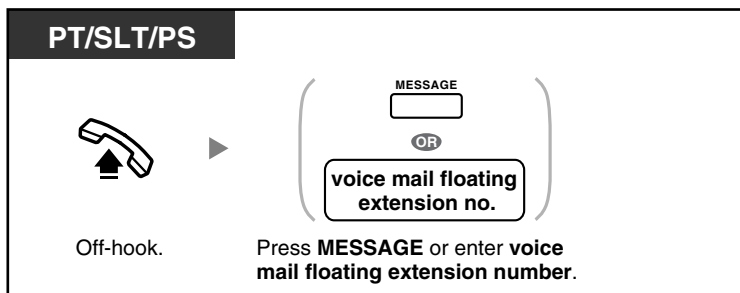 PT/SLT/PS
MESSAGE
OR
voice mail floating
extension no.
Off-hook.
Press MESSAGE or enter voice
mail floating extension number.